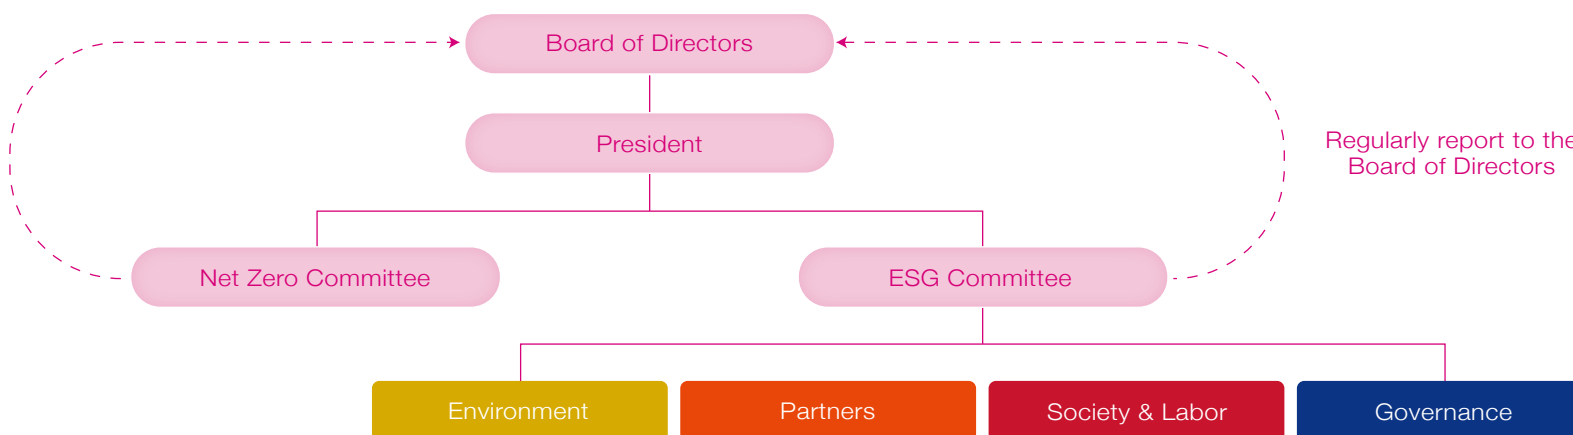 Board of Directors
President
Regularly report to the
Board of Directors
Net Zero Committee
ESG Committee
Environment
Partners
Society & Labor
Governance